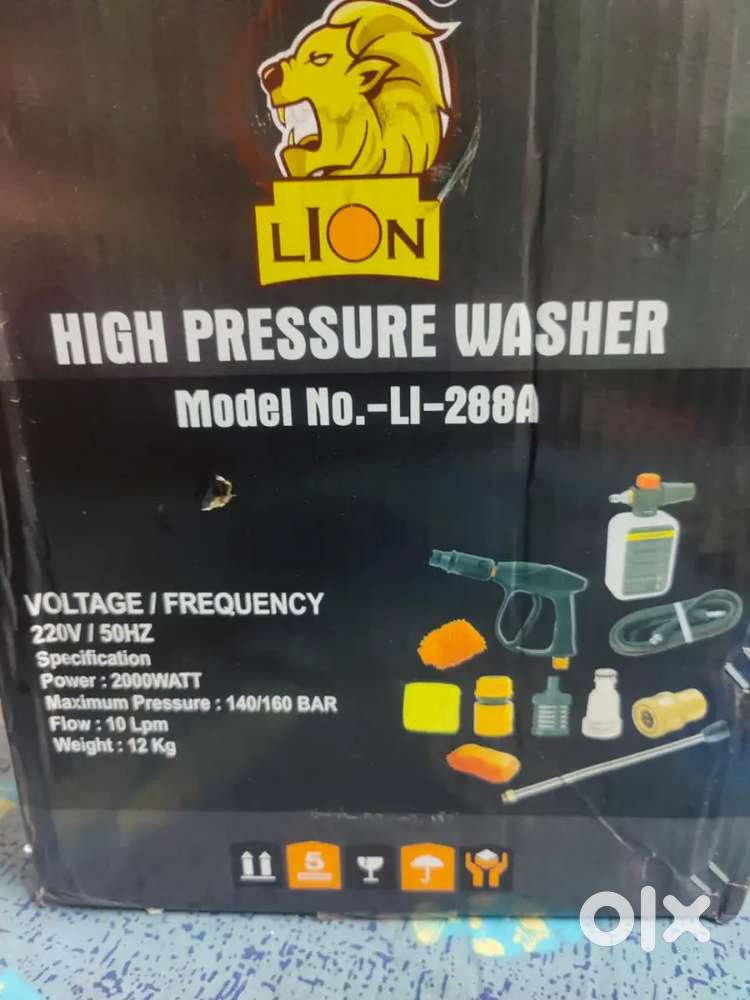 LION
HIGH PRESSURE WASHER
Model No.-LI-288A
VOLTAGE / FREQUENCY
220V / 50HZ
Specification
Power : 2000WATT
Maximum Pressure : 140/160 BAR
Flow : 10 Lpm
Weight : 12 Kg
5
olx